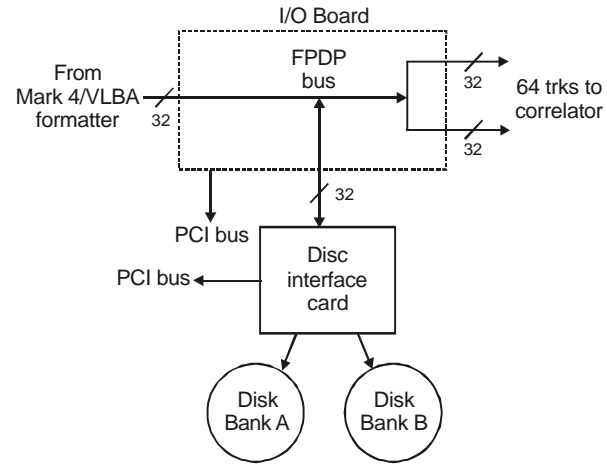 I/O Board
From
Mark 4/VLBA
formatter
32
FPDP
bus
32
32
64 trks to
correlator
32
PCI bus
PCI bus
Disc
interface
card
Disk
Bank A
Disk
Bank B